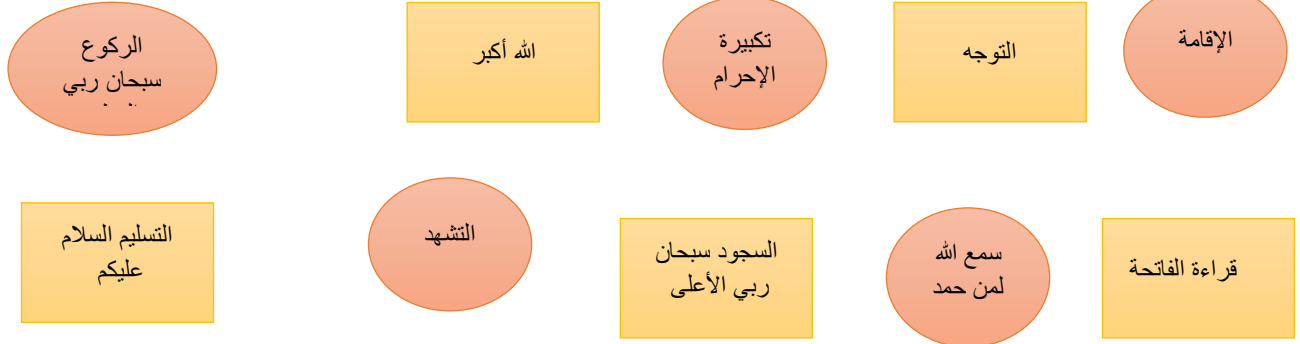 الإقامة
التوجه
تكبيرة
الإحرام
الله أكبر
الركوع
سبحان ربي
قراءة الفاتحة
سمع الله
لمن حمد
السجود سبحان
ربي الأعلى
التشهد
التسليم السلام
عليكم